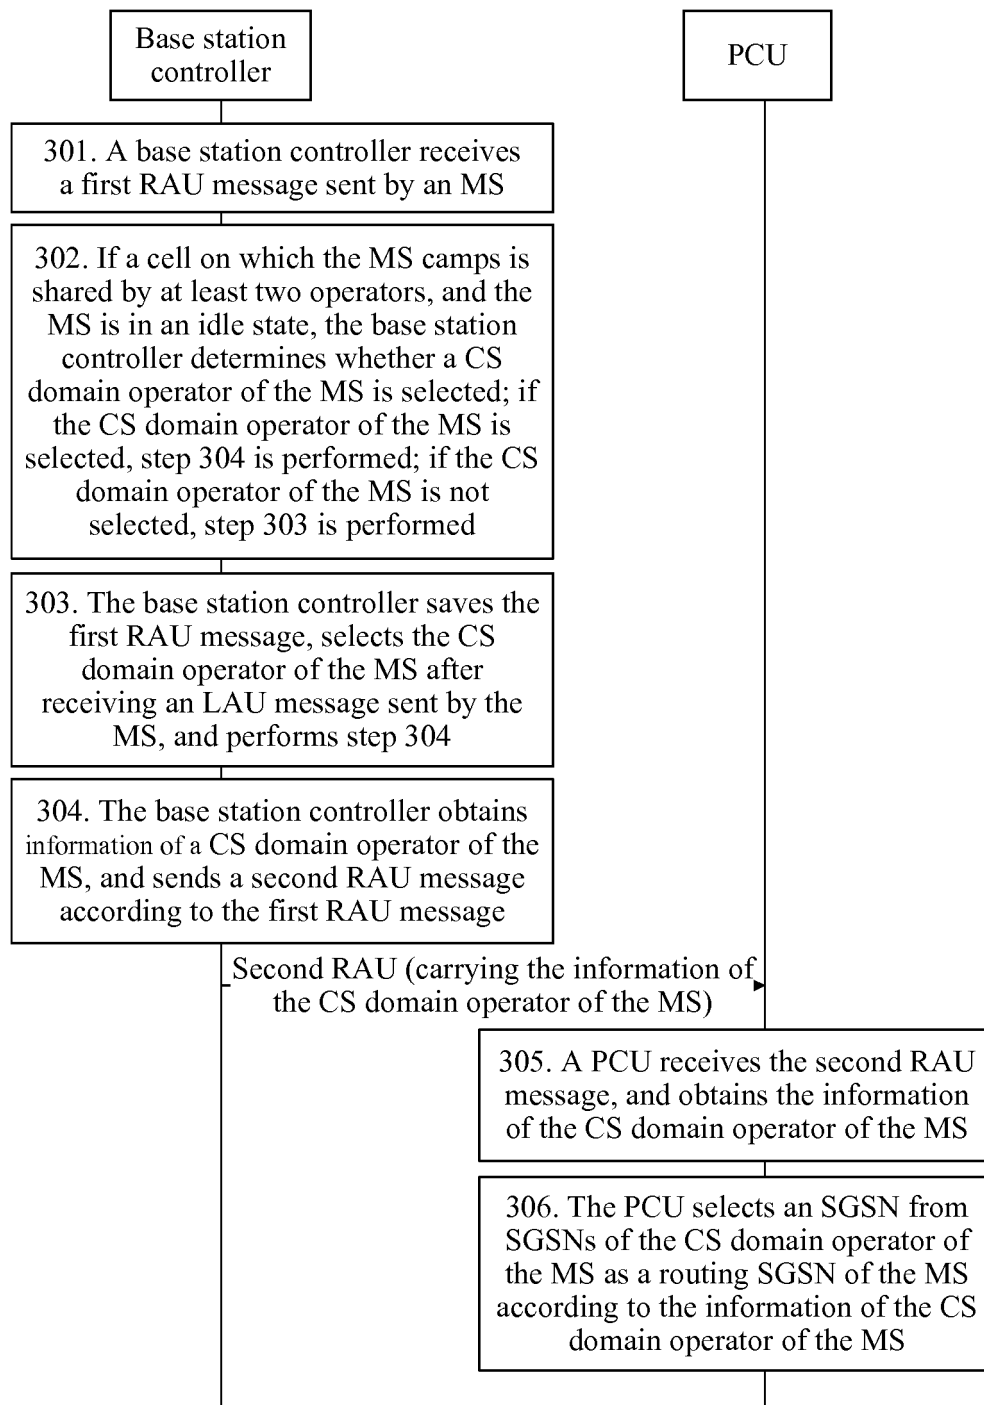 Base station
controller
PCU
301. A base station controller receives
a first RAU message sent by an MS
302. If a cell on which the MS camps is
shared by at least two operators, and the
MS is in an idle state, the base station
controller determines whether a CS
domain operator of the MS is selected; if
the CS domain operator of the MS is
selected, step 304 is performed; if the CS
domain operator of the MS is not
selected, step 303 is performed
303. The base station controller saves the
first RAU message, selects the CS
domain operator of the MS after
receiving an LAU message sent by the
MS, and performs step 304
304. The base station controller obtains
information of a CS domain operator of the
MS, and sends a second RAU message
according to the first RAU message
Second RAU (carrying the information of
the CS domain operator of the MS)
305. A PCU receives the second RAU
message, and obtains the information
of the CS domain operator of the MS
306. The PCU selects an SGSN from
SGSNs of the CS domain operator of
the MS as a routing SGSN of the MS
according to the information of the CS
domain operator of the MS